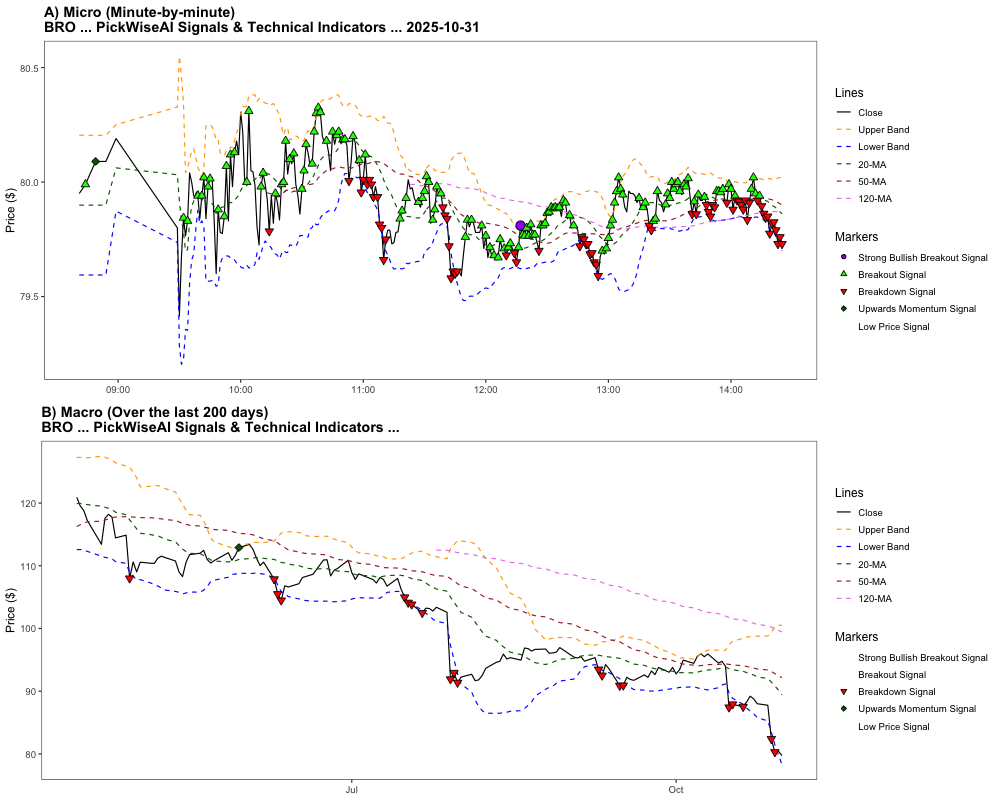 A) Micro (Minute-by-minute)
BRO ... PickWiseAI Signals & Technical Indicators ... 2025-10-31
Price ($)
80.5
80.0
79.5
09:00 10:00 11:00 12:00 13:00 14:00
Lines
Close
Upper Band
Lower Band
20-MA
50-MA
120-MA
Markers
Strong Bullish Breakout Signal
Breakout Signal
Breakdown Signal
Upwards Momentum Signal
Low Price Signal
B) Macro (Over the last 200 days)
BRO ... PickWiseAI Signals & Technical Indicators ...
Price ($)
120
110
100
90
80
Jul Oct
Lines
Close
Upper Band
Lower Band
20-MA
50-MA
120-MA
Markers
Strong Bullish Breakout Signal
Breakout Signal
Breakdown Signal
Upwards Momentum Signal
Low Price Signal